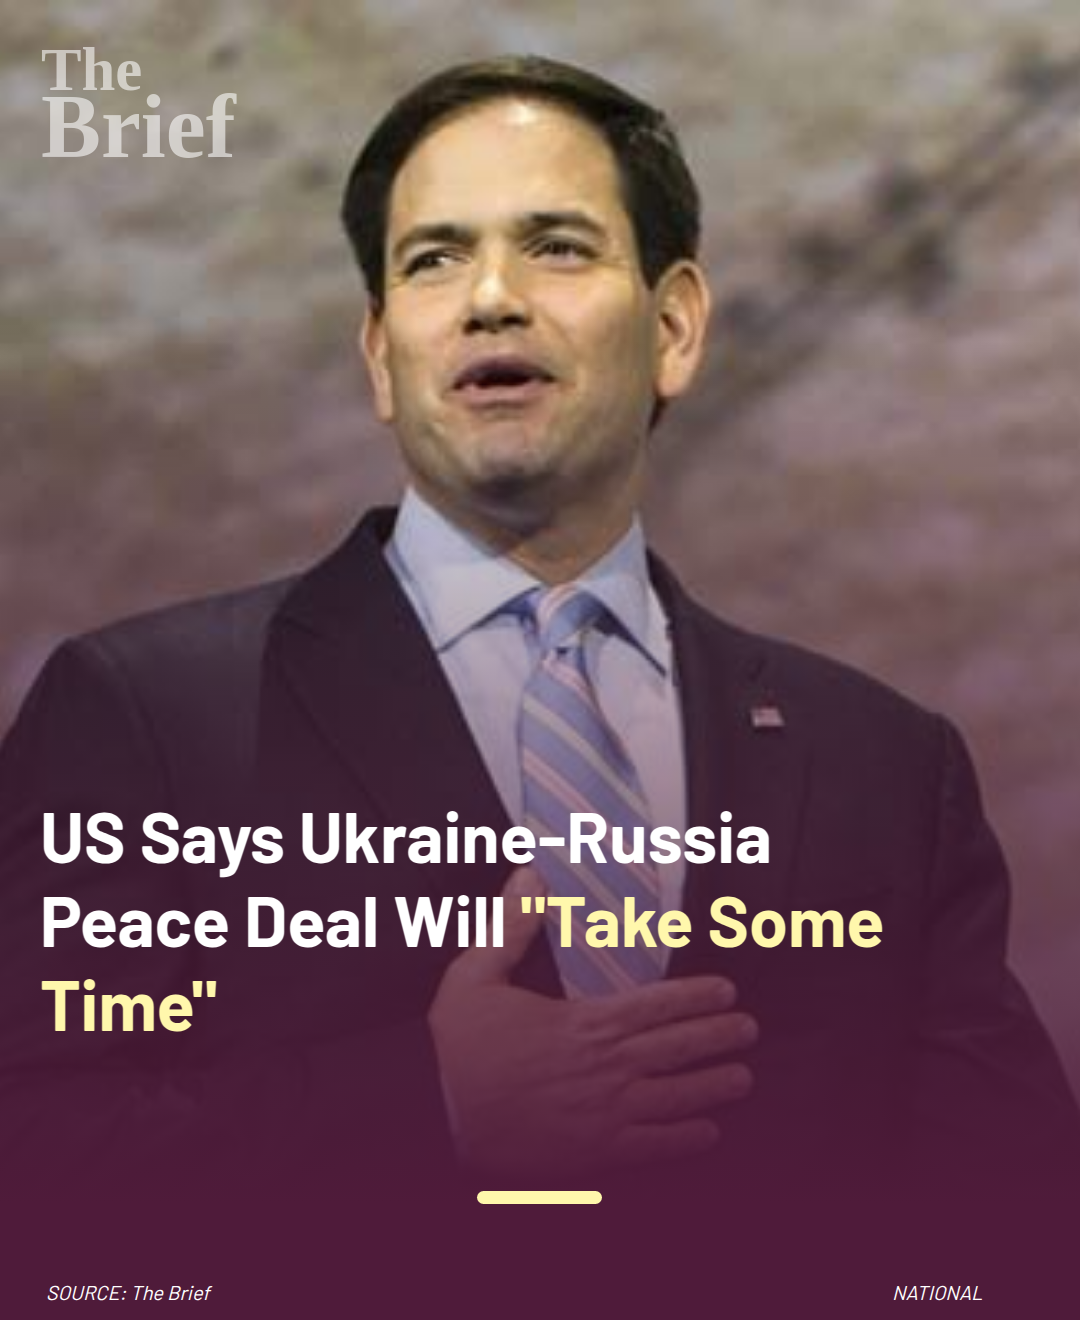 The
Brief
US Says Ukraine-Russia
Peace Deal Will "Take Some
Time"
SOURCE: The Brief
NATIONAL